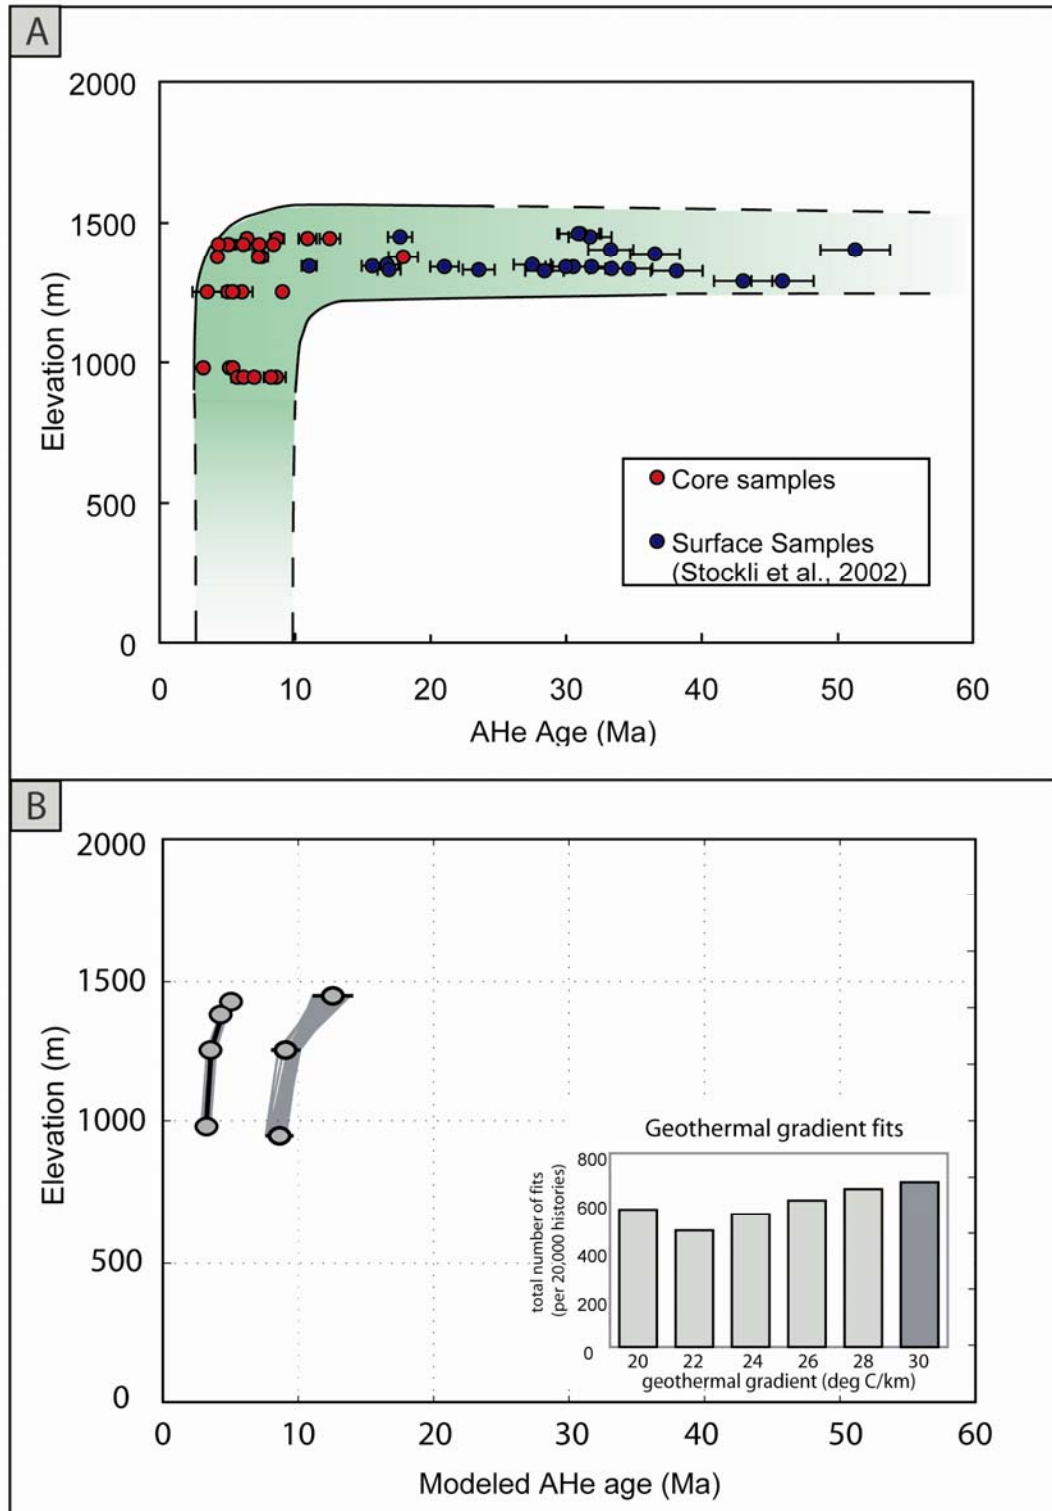 A
2000
1500
1000
500
0
Elevation (m)
Core samples
Surface Samples
(Stockli et al., 2002)
0 10 20 30 40 50 60
AHe Age (Ma)
B
2000
1500
1000
500
0
Elevation (m)
Geothermal gradient fits
800
600
400
200
0
total number of fits
(per 20,000 histories)
20 22 24 26 28 30
geothermal gradient (deg C/km)
0 10 20 30 40 50 60
Modeled AHe age (Ma)